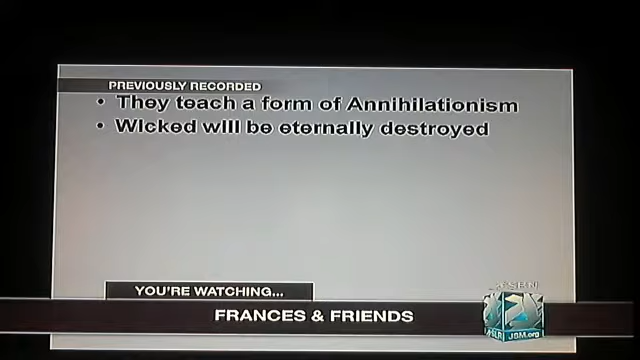 PREVIOUSLY RECORDED
• They teach a form of Annihilationism
• Wicked will be eternally destroyed
YOU'RE WATCHING...
FRANCES & FRIENDS
JSM.org